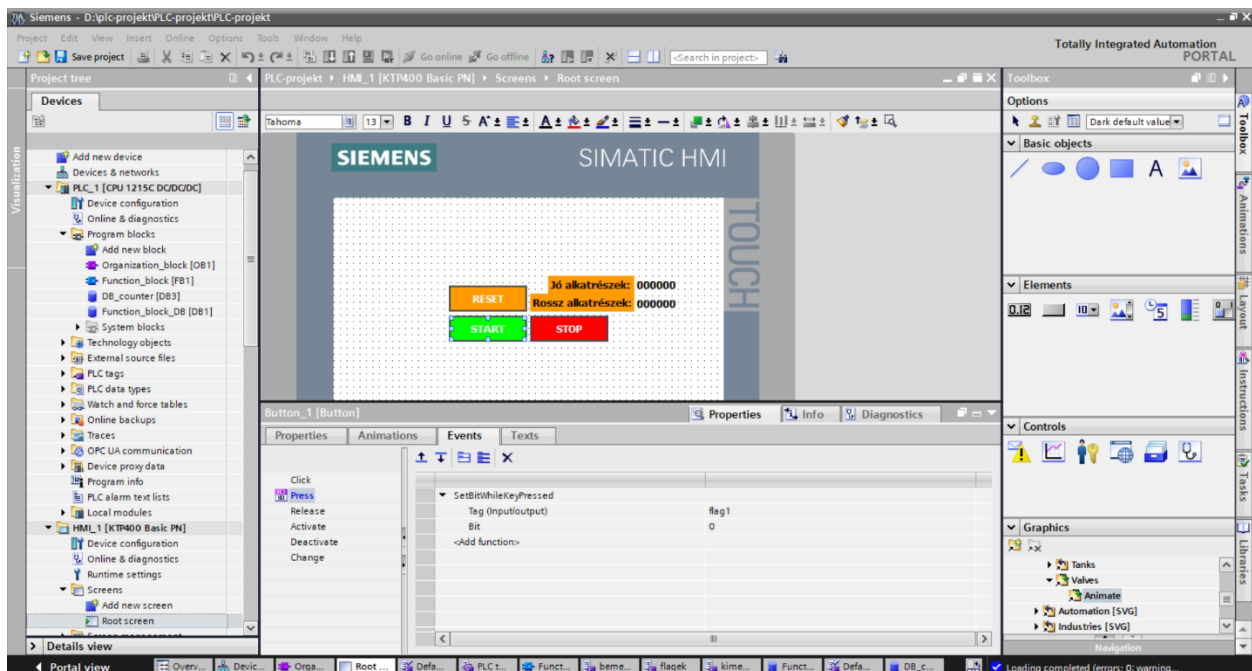 Siemens - D:\plc-projekt\PLC-projekt\PLC-projekt
Project Edit View Insert Online Options Tools Window Help
Save project Go online Go offline <Search in project>
Totally Integrated Automation
PORTAL
Project tree
PLC-projekt ▸ HMI_1 [KTP400 Basic PN] ▸ Screens ▸ Root screen
Toolbox
Devices
Options
Tahoma 13 B I U S A
Dark default value
Visualization
Add new device
Devices & networks
PLC_1 [CPU 1215C DC/DC/DC]
Device configuration
Online & diagnostics
Program blocks
Add new block
Organization_block [OB1]
Function_block [FB1]
DB_counter [DB3]
Function_block_DB [DB1]
System blocks
Technology objects
External source files
PLC tags
PLC data types
Watch and force tables
Online backups
Traces
OPC UA communication
Device proxy data
Program info
PLC alarm text lists
Local modules
HMI_1 [KTP400 Basic PN]
Device configuration
Online & diagnostics
Runtime settings
Screens
Add new screen
Root screen
Details view
SIEMENS SIMATIC HMI
TOUCH
Jó alkatrészek: 000000
RESET Rossz alkatrészek: 000000
START STOP
Button_1 [Button]
Properties Info Diagnostics
Properties Animations Events Texts
Click
Press
Release
Activate
Deactivate
Change
SetBitWhileKeyPressed
Tag (Input/output) flag1
Bit 0
<Add function>
Basic objects
A
Elements
0.12 10 5
Controls
Graphics
Tanks
Valves
Animate
Automation [SVG]
Industries [SVG]
Navigation
Toolbox
Animations
Layout
Instructions
Tasks
Libraries
Portal view Overv... Devic... Orga... Root ... Defa... PLC t... Funct... beme... flagek kime... Funct... Defa... DB_c... Loading completed (errors: 0; warning...